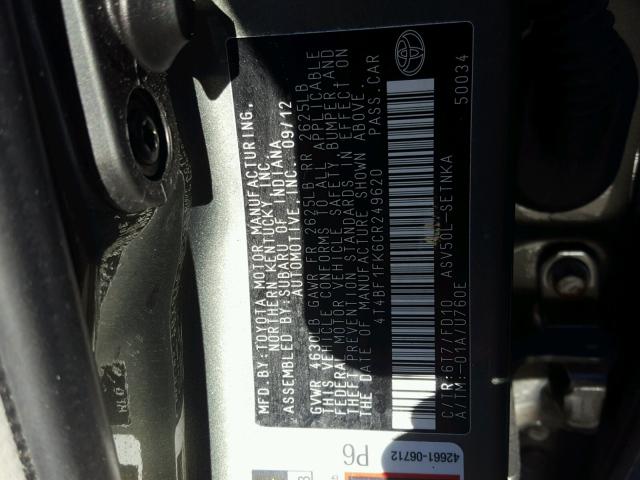 MFD. BY: TOYOTA MOTOR MANUFACTURING,
NORTHERN KENTUCKY, INC.
ASSEMBLED BY: SUBARU OF INDIANA
AUTOMOTIVE, INC. 09/12
GVWR 4630LB GAWR FR 2625LB RR 2625LB
THIS VEHICLE CONFORMS TO ALL APPLICABLE
FEDERAL MOTOR VEHICLE SAFETY, BUMPER AND
THEFT PREVENTION STANDARDS IN EFFECT ON
THE DATE OF MANUFACTURE SHOWN ABOVE.
4T4BF1FK6CR249620 PASS. CAR
C/TR: 6T7/FD10 ASV50L-SETNKA
A/TM: -01A/U760E 50034
42661-06712
P6